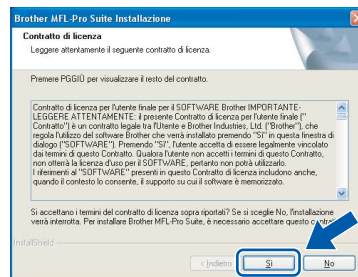 Brother MFL-Pro Suite Installazione
Contratto di licenza
Leggere attentamente il seguente contratto di licenza.
Premere PGGIÙ per visualizzare il resto del contratto.
Contratto di licenza per l'utente finale per il SOFTWARE Brother IMPORTANTE-
LEGGERE ATTENTAMENTE: il presente Contratto di licenza per l'utente finale ("
Contratto") è un contratto legale tra l'Utente e Brother Industries, Ltd. ("Brother"), che
regola l'utilizzo del software Brother che verrà installato premendo "Sì" in questa finestra di
dialogo ("SOFTWARE"). Premendo "Sì", l'utente accetta di essere legalmente vincolato
dai termini di questo Contratto. Qualora l'utente non accetti i termini di questo Contratto,
non otterrà la licenza d'uso per il SOFTWARE, pertanto non potrà utilizzarlo.
I riferimenti al "SOFTWARE" presenti in questo Contratto di licenza includono anche,
quando il contesto lo consente, il supporto su cui il software è memorizzato.
Si accettano i termini del contratto di licenza sopra riportati? Se si sceglie No, l'installazione
verrà interrotta. Per installare Brother MFL-Pro Suite, è necessario accettare questo
InstallShield
< Indietro
Sì
No